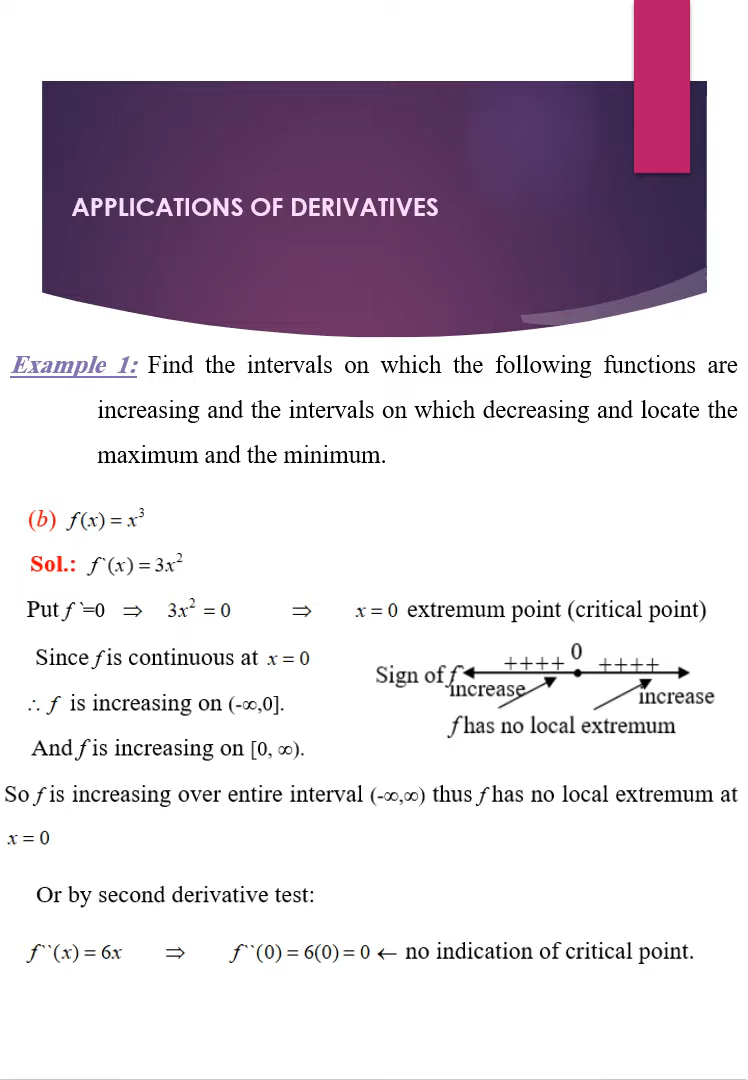 APPLICATIONS OF DERIVATIVES
Example 1: Find the intervals on which the following functions are
increasing and the intervals on which decreasing and locate the
maximum and the minimum.
(b) f(x) = x³
Sol.: f`(x) = 3x²
Put f `=0 ⇒ 3x² = 0 ⇒ x = 0 extremum point (critical point)
Since f is continuous at x = 0
∴ f is increasing on (-∞,0].
And f is increasing on [0, ∞).
0
++++ ++++
Sign of f`
increase
increase
f has no local extremum
So f is increasing over entire interval (-∞,∞) thus f has no local extremum at
x = 0
Or by second derivative test:
f``(x) = 6x ⇒ f``(0) = 6(0) = 0 ← no indication of critical point.